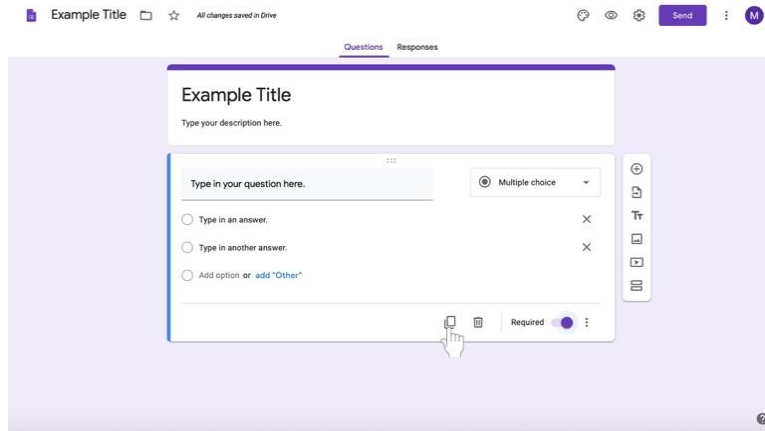 Example Title
All changes saved in Drive
Send
M
Questions
Responses
Example Title
Type your description here.
Type in your question here.
Multiple choice
Type in an answer.
Type in another answer.
Add option or add "Other"
Required